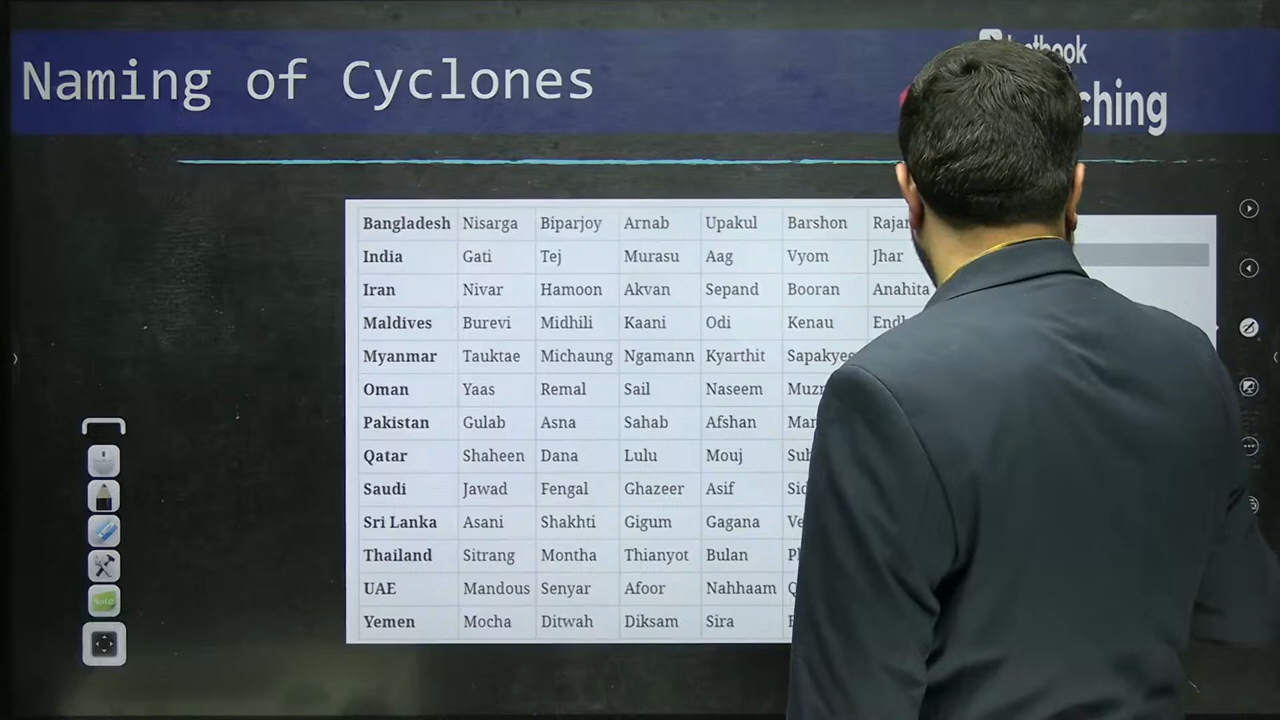 Naming of Cyclones
Bangladesh Nisarga Biparjoy Arnab Upakul Barshon
India Gati Tej Murasu Aag Vyom Jhar
Iran Nivar Hamoon Akvan Sepand Booran Anahita
Maldives Burevi Midhili Kaani Odi Kenau
Myanmar Tauktae Michaung Ngamann Kyarthit
Oman Yaas Remal Sail Naseem
Pakistan Gulab Asna Sahab Afshan
Qatar Shaheen Dana Lulu Mouj
Saudi Jawad Fengal Ghazeer Asif
Sri Lanka Asani Shakhti Gigum Gagana
Thailand Sitrang Montha Thianyot Bulan
UAE Mandous Senyar Afoor Nahhaam
Yemen Mocha Ditwah Diksam Sira